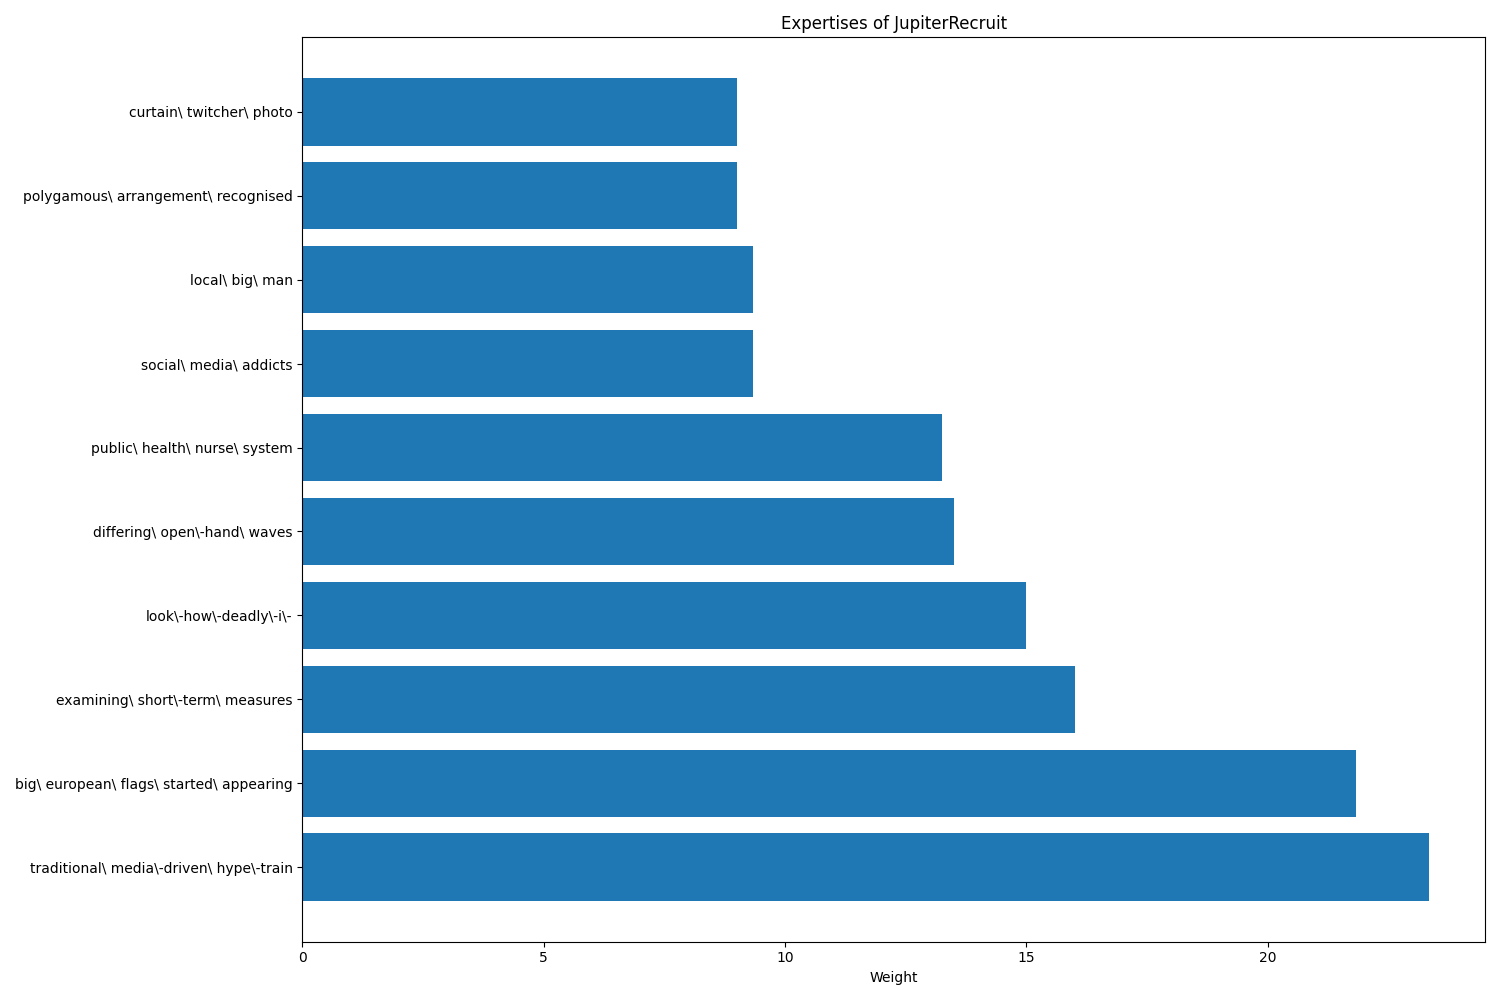 Expertises of JupiterRecruit
curtain\ twitcher\ photo
polygamous\ arrangement\ recognised
local\ big\ man
social\ media\ addicts
public\ health\ nurse\ system
differing\ open\-hand\ waves
look\-how\-deadly\-i\-
examining\ short\-term\ measures
big\ european\ flags\ started\ appearing
traditional\ media\-driven\ hype\-train
0 5 10 15 20
Weight